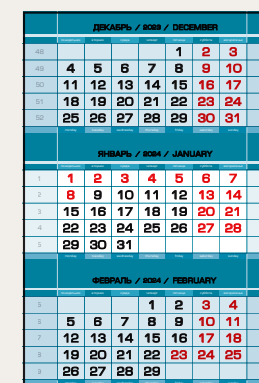 ДЕКАБРЬ / 2023 / DECEMBER
48 1 2 3
49 4 5 6 7 8 9 10
50 11 12 13 14 15 16 17
51 18 19 20 21 22 23 24
52 25 26 27 28 29 30 31
ЯНВАРЬ / 2024 / JANUARY
1 1 2 3 4 5 6 7
2 8 9 10 11 12 13 14
3 15 16 17 18 19 20 21
4 22 23 24 25 26 27 28
5 29 30 31
ФЕВРАЛЬ / 2024 / FEBRUARY
5 1 2 3 4
6 5 6 7 8 9 10 11
7 12 13 14 15 16 17 18
8 19 20 21 22 23 24 25
9 26 27 28 29